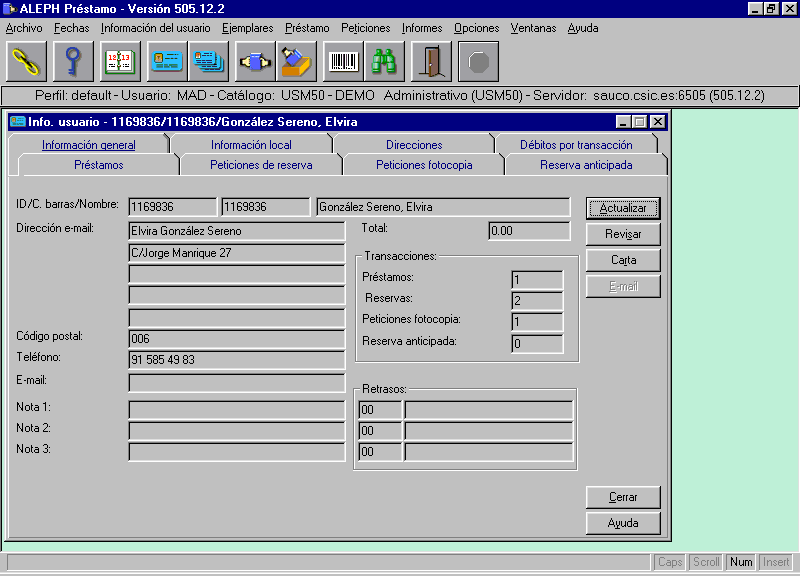 ALEPH Préstamo - Versión 505.12.2
Archivo Fechas Información del usuario Ejemplares Préstamo Peticiones Informes Opciones Ventanas Ayuda
12 13
Perfil: default - Usuario: MAD - Catálogo: USM50 - DEMO Administrativo (USM50) - Servidor: sauco.csic.es:6505 (505.12.2)
Info. usuario - 1169836/1169836/González Sereno, Elvira
Información general Información local Direcciones Débitos por transacción
Préstamos Peticiones de reserva Peticiones fotocopia Reserva anticipada
ID/C. barras/Nombre: 1169836 1169836 González Sereno, Elvira Actualizar
Dirección e-mail: Elvira González Sereno Total: 0.00 Revisar
C/Jorge Manrique 27 Transacciones: Carta
Préstamos: 1 E-mail
Reservas: 2
Peticiones fotocopia: 1
Código postal: 006 Reserva anticipada: 0
Teléfono: 91 585 49 83
E-mail: Retrasos:
Nota 1: 00
Nota 2: 00
Nota 3: 00
Cerrar
Ayuda
Caps Scroll Num Insert